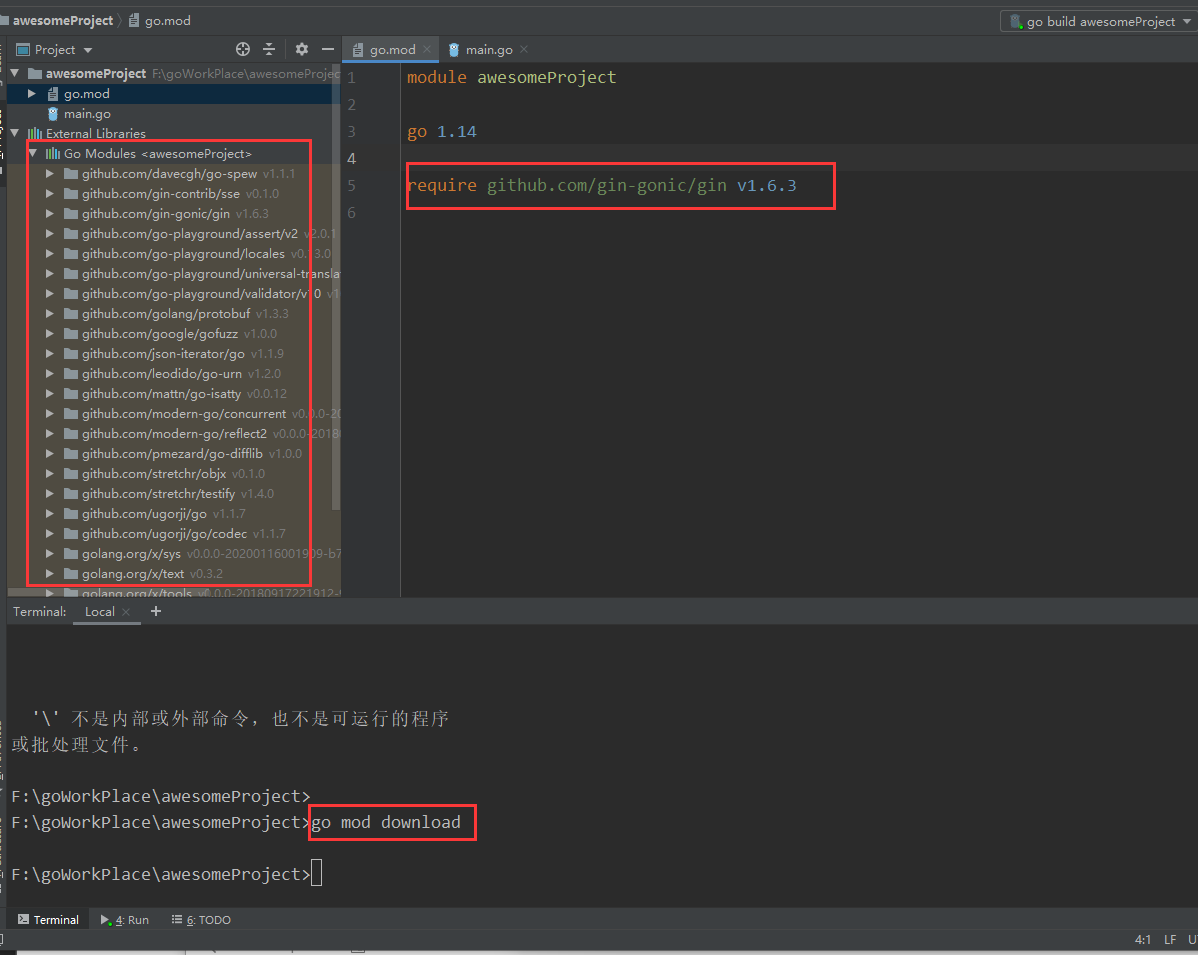 awesomeProject go.mod
go build awesomeProject
Project
go.mod
main.go
awesomeProject F:\goWorkPlace\awesomeProjec
go.mod
main.go
External Libraries
Go Modules <awesomeProject>
github.com/davecgh/go-spew v1.1.1
github.com/gin-contrib/sse v0.1.0
github.com/gin-gonic/gin v1.6.3
github.com/go-playground/assert/v2 v2.0.1
github.com/go-playground/locales v0.13.0
github.com/go-playground/universal-transla
github.com/go-playground/validator/v10 v1
github.com/golang/protobuf v1.3.3
github.com/google/gofuzz v1.0.0
github.com/json-iterator/go v1.1.9
github.com/leodido/go-urn v1.2.0
github.com/mattn/go-isatty v0.0.12
github.com/modern-go/concurrent v0.0.0-20
github.com/modern-go/reflect2 v0.0.0-2018
github.com/pmezard/go-difflib v1.0.0
github.com/stretchr/objx v0.1.0
github.com/stretchr/testify v1.4.0
github.com/ugorji/go v1.1.7
github.com/ugorji/go/codec v1.1.7
golang.org/x/sys v0.0.0-20200116001909-b7
golang.org/x/text v0.3.2
golang.org/x/tools v0.0.0-20180917221912-9
1 module awesomeProject
2
3 go 1.14
4
5 require github.com/gin-gonic/gin v1.6.3
6
Terminal: Local
'\' 不是内部或外部命令，也不是可运行的程序
或批处理文件。
F:\goWorkPlace\awesomeProject>
F:\goWorkPlace\awesomeProject>go mod download
F:\goWorkPlace\awesomeProject>
Terminal 4: Run 6: TODO
4:1 LF U